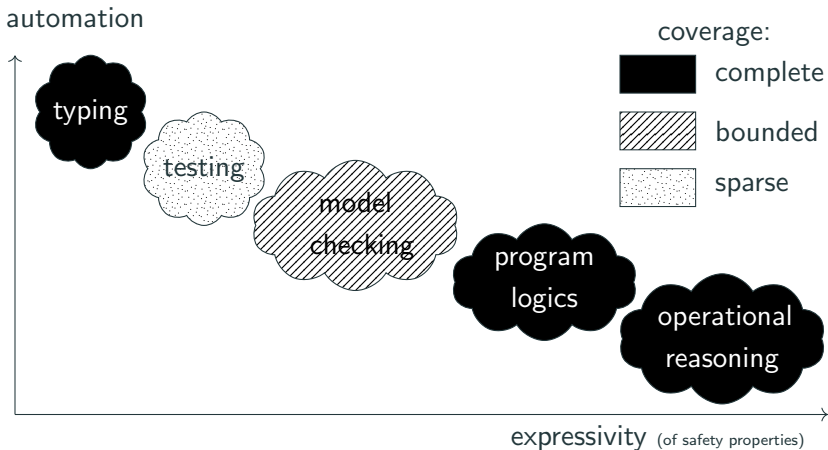 automation
coverage:
complete
typing
bounded
testing
sparse
model
checking
program
logics
operational
reasoning
expressivity (of safety properties)